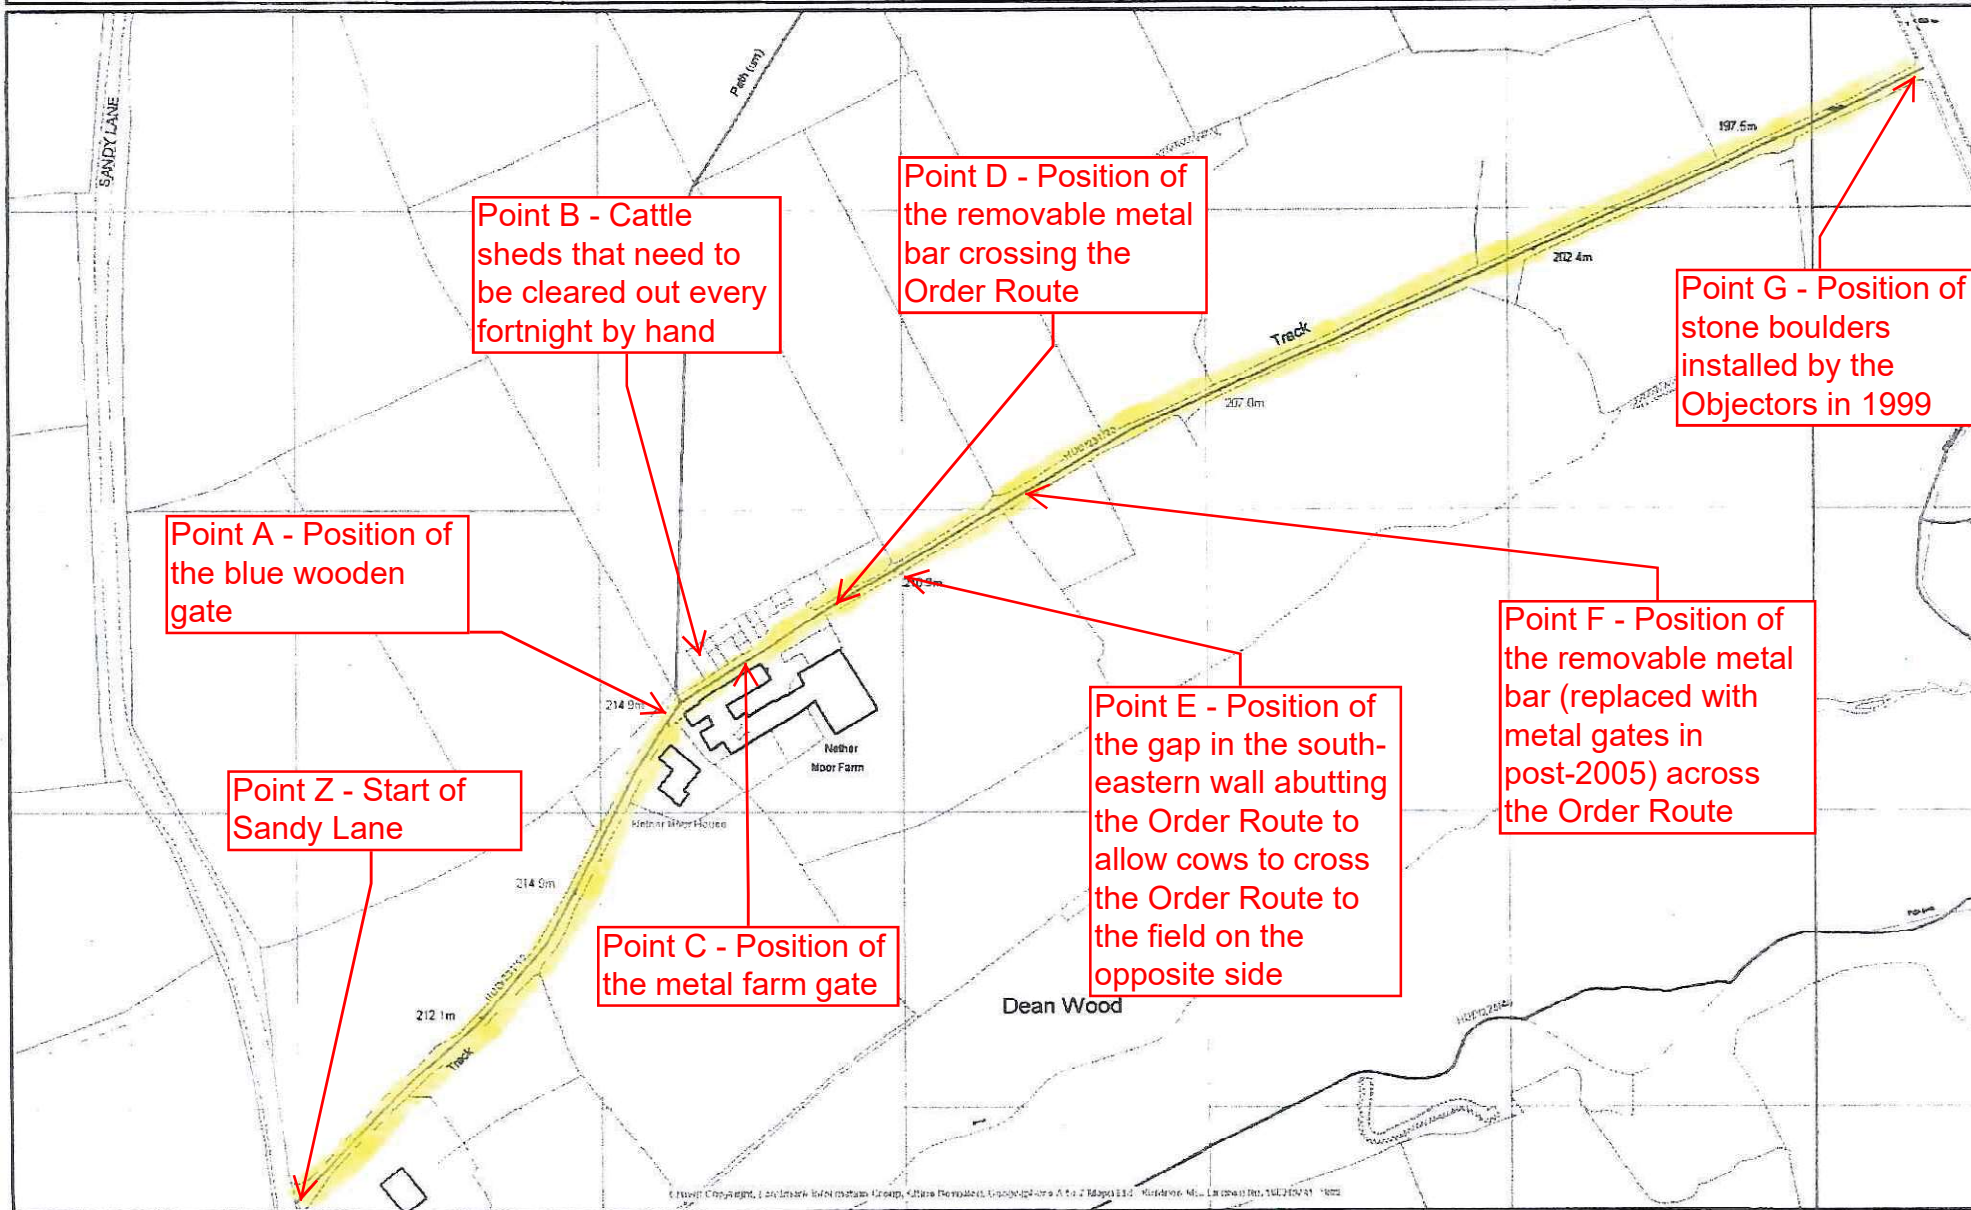 SANDY LANE
Path (um)
197.5m
Point D - Position of
the removable metal
bar crossing the
Order Route
Point B - Cattle
sheds that need to
be cleared out every
fortnight by hand
202.4m
Point G - Position of
stone boulders
installed by the
Objectors in 1999
Track
207.0m
Point A - Position of
the blue wooden
gate
Point F - Position of
the removable metal
bar (replaced with
metal gates in
post-2005) across
the Order Route
214.9m
Point E - Position of
the gap in the south-
eastern wall abutting
the Order Route to
allow cows to cross
the Order Route to
the field on the
opposite side
Nether
Moor Farm
Point Z - Start of
Sandy Lane
Nether Moor House
214.9m
Point C - Position of
the metal farm gate
Dean Wood
212.1m
Track